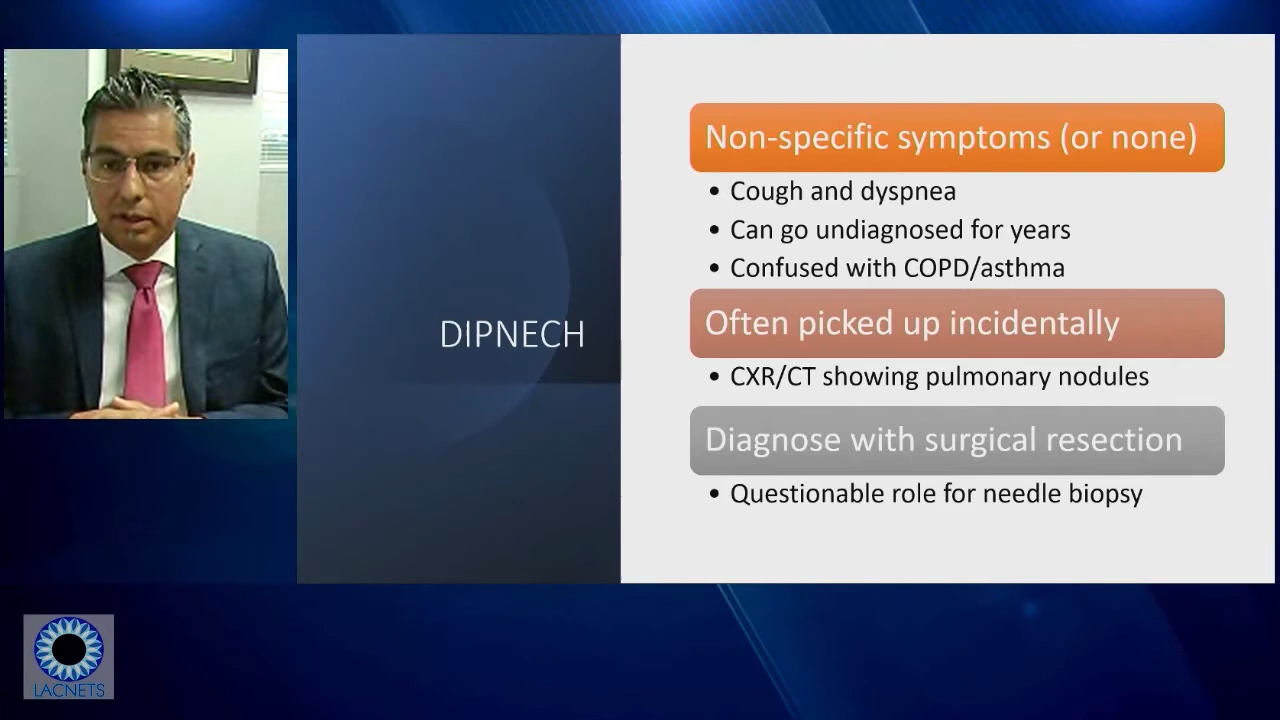 DIPNECH
Non-specific symptoms (or none)
• Cough and dyspnea
• Can go undiagnosed for years
• Confused with COPD/asthma
Often picked up incidentally
• CXR/CT showing pulmonary nodules
Diagnose with surgical resection
• Questionable role for needle biopsy
LACNETS